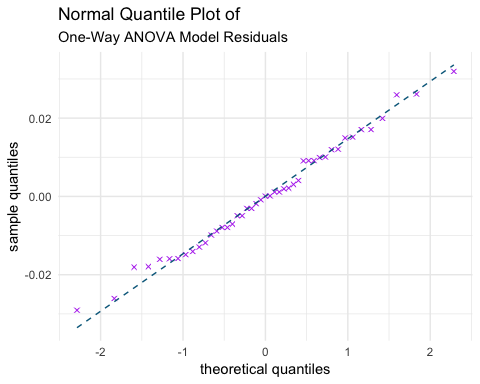 Normal Quantile Plot of
One-Way ANOVA Model Residuals
sample quantiles
0.02
0.00
-0.02
-2
-1
0
1
2
theoretical quantiles